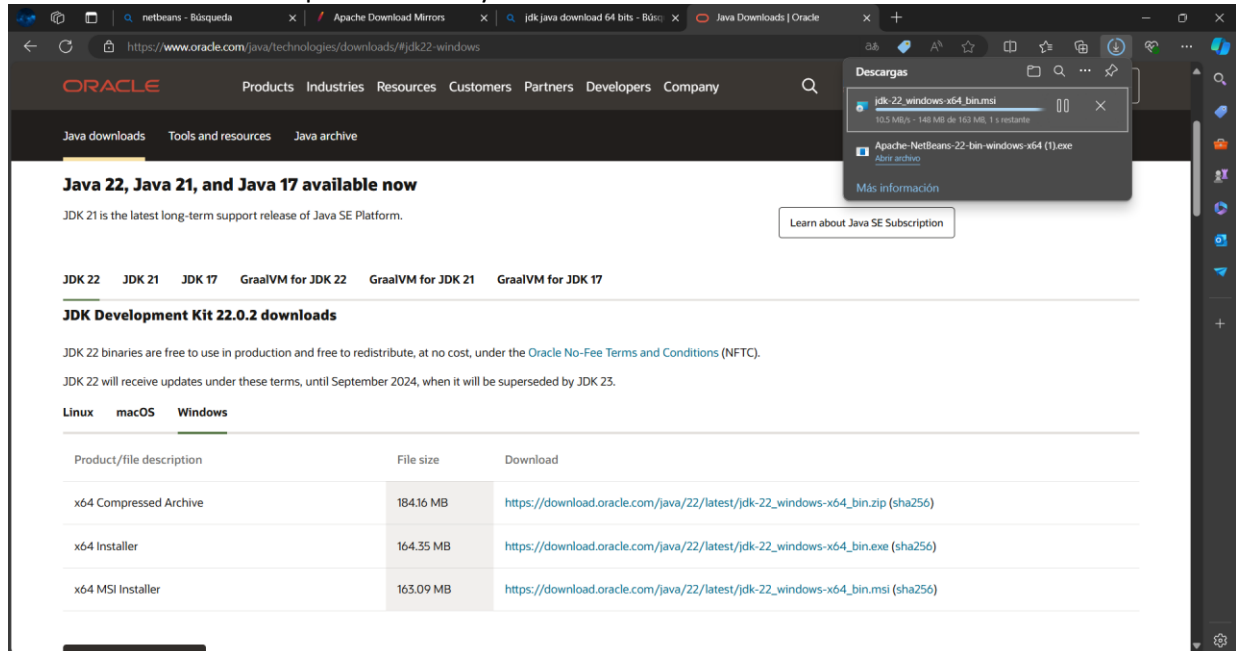 netbeans - Búsqueda
Apache Download Mirrors
jdk java download 64 bits - Búsq
Java Downloads | Oracle
https://www.oracle.com/java/technologies/downloads/#jdk22-windows
ORACLE
Products Industries Resources Customers Partners Developers Company
Descargas
jdk-22_windows-x64_bin.msi
10.5 MB/s - 148 MB de 163 MB, 1 s restante
Apache-NetBeans-22-bin-windows-x64 (1).exe
Abrir archivo
Más información
Java downloads Tools and resources Java archive
Java 22, Java 21, and Java 17 available now
JDK 21 is the latest long-term support release of Java SE Platform.
Learn about Java SE Subscription
JDK 22 JDK 21 JDK 17 GraalVM for JDK 22 GraalVM for JDK 21 GraalVM for JDK 17
JDK Development Kit 22.0.2 downloads
JDK 22 binaries are free to use in production and free to redistribute, at no cost, under the Oracle No-Fee Terms and Conditions (NFTC).
JDK 22 will receive updates under these terms, until September 2024, when it will be superseded by JDK 23.
Linux macOS Windows
Product/file description File size Download
x64 Compressed Archive 184.16 MB https://download.oracle.com/java/22/latest/jdk-22_windows-x64_bin.zip (sha256)
x64 Installer 164.35 MB https://download.oracle.com/java/22/latest/jdk-22_windows-x64_bin.exe (sha256)
x64 MSI Installer 163.09 MB https://download.oracle.com/java/22/latest/jdk-22_windows-x64_bin.msi (sha256)